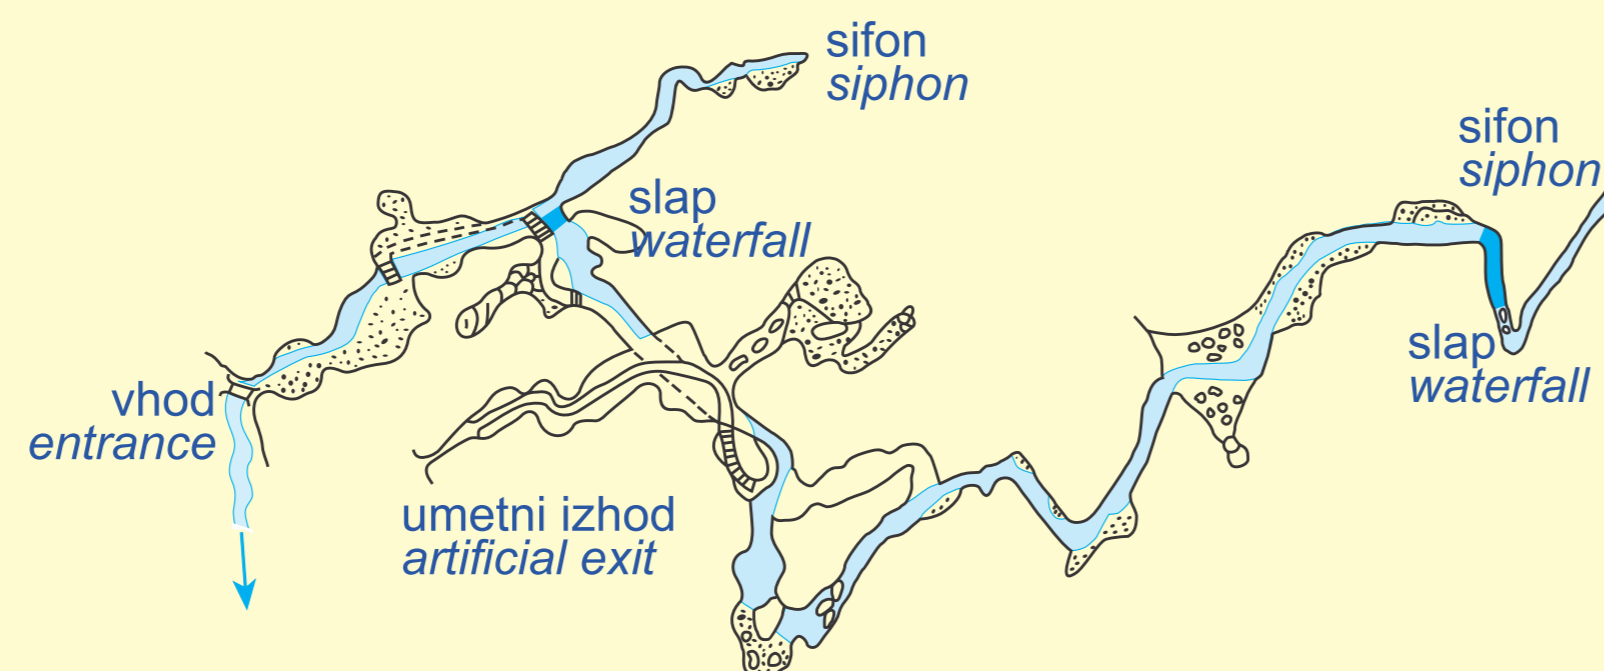 sifon
siphon
sifon
siphon
slap
waterfall
slap
waterfall
vhod
entrance
umetni izhod
artificial exit